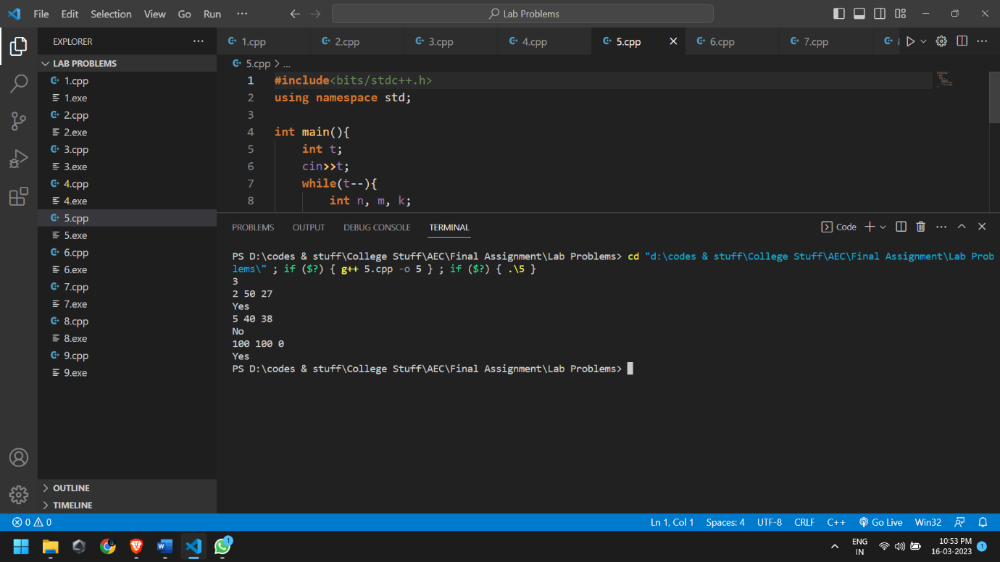 File Edit Selection View Go Run ··· Lab Problems
EXPLORER ···
LAB PROBLEMS
1.cpp
1.exe
2.cpp
2.exe
3.cpp
3.exe
4.cpp
4.exe
5.cpp
5.exe
6.cpp
6.exe
7.cpp
7.exe
8.cpp
8.exe
9.cpp
9.exe
OUTLINE
TIMELINE
1.cpp 2.cpp 3.cpp 4.cpp 5.cpp 6.cpp 7.cpp
5.cpp > ...
1 #include<bits/stdc++.h>
2 using namespace std;
3
4 int main(){
5 int t;
6 cin>>t;
7 while(t--){
8 int n, m, k;
PROBLEMS OUTPUT DEBUG CONSOLE TERMINAL Code
PS D:\codes & stuff\College Stuff\AEC\Final Assignment\Lab Problems> cd "d:\codes & stuff\College Stuff\AEC\Final Assignment\Lab Prob
lems\" ; if ($?) { g++ 5.cpp -o 5 } ; if ($?) { .\5 }
3
2 50 27
Yes
5 40 38
No
100 100 0
Yes
PS D:\codes & stuff\College Stuff\AEC\Final Assignment\Lab Problems>
0 0 Ln 1, Col 1 Spaces: 4 UTF-8 CRLF C++ Go Live Win32
W 1 ENG 10:53 PM 1
IN 16-03-2023